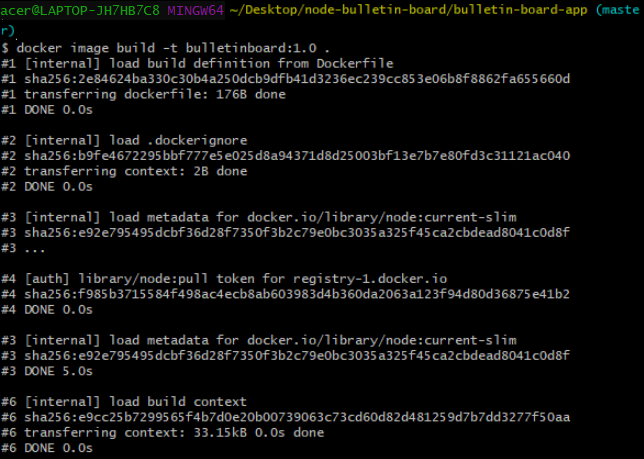 acer@LAPTOP-JH7HB7C8 MINGW64 ~/Desktop/node-bulletin-board/bulletin-board-app (maste
r)
$ docker image build -t bulletinboard:1.0 .
#1 [internal] load build definition from Dockerfile
#1 sha256:2e84624ba330c30b4a250dcb9dfb41d3236ec239cc853e06b8f8862fa655660d
#1 transferring dockerfile: 176B done
#1 DONE 0.0s

#2 [internal] load .dockerignore
#2 sha256:b9fe4672295bbf777e5e025d8a94371d8d25003bf13e7b7e80fd3c31121ac040
#2 transferring context: 2B done
#2 DONE 0.0s

#3 [internal] load metadata for docker.io/library/node:current-slim
#3 sha256:e92e795495dcbf36d28f7350f3b2c79e0bc3035a325f45ca2cbdead8041c0d8f
#3 ...

#4 [auth] library/node:pull token for registry-1.docker.io
#4 sha256:f985b3715584f498ac4ecb8ab603983d4b360da2063a123f94d80d36875e41b2
#4 DONE 0.0s

#3 [internal] load metadata for docker.io/library/node:current-slim
#3 sha256:e92e795495dcbf36d28f7350f3b2c79e0bc3035a325f45ca2cbdead8041c0d8f
#3 DONE 5.0s

#6 [internal] load build context
#6 sha256:e9cc25b7299565f4b7d0e20b00739063c73cd60d82d481259d7b7dd3277f50aa
#6 transferring context: 33.15kB 0.0s done
#6 DONE 0.0s